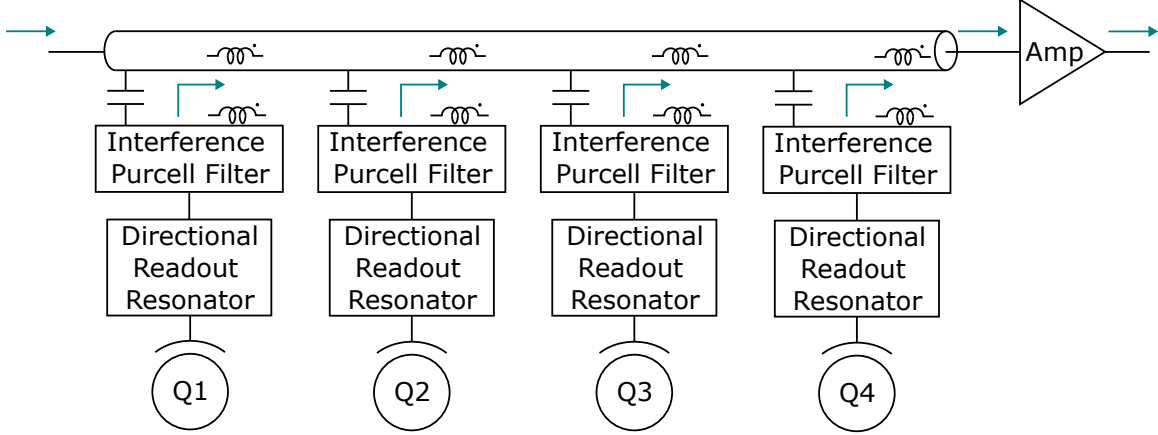 Amp
Interference
Purcell Filter
Interference
Purcell Filter
Interference
Purcell Filter
Interference
Purcell Filter
Directional
Readout
Resonator
Directional
Readout
Resonator
Directional
Readout
Resonator
Directional
Readout
Resonator
Q1
Q2
Q3
Q4